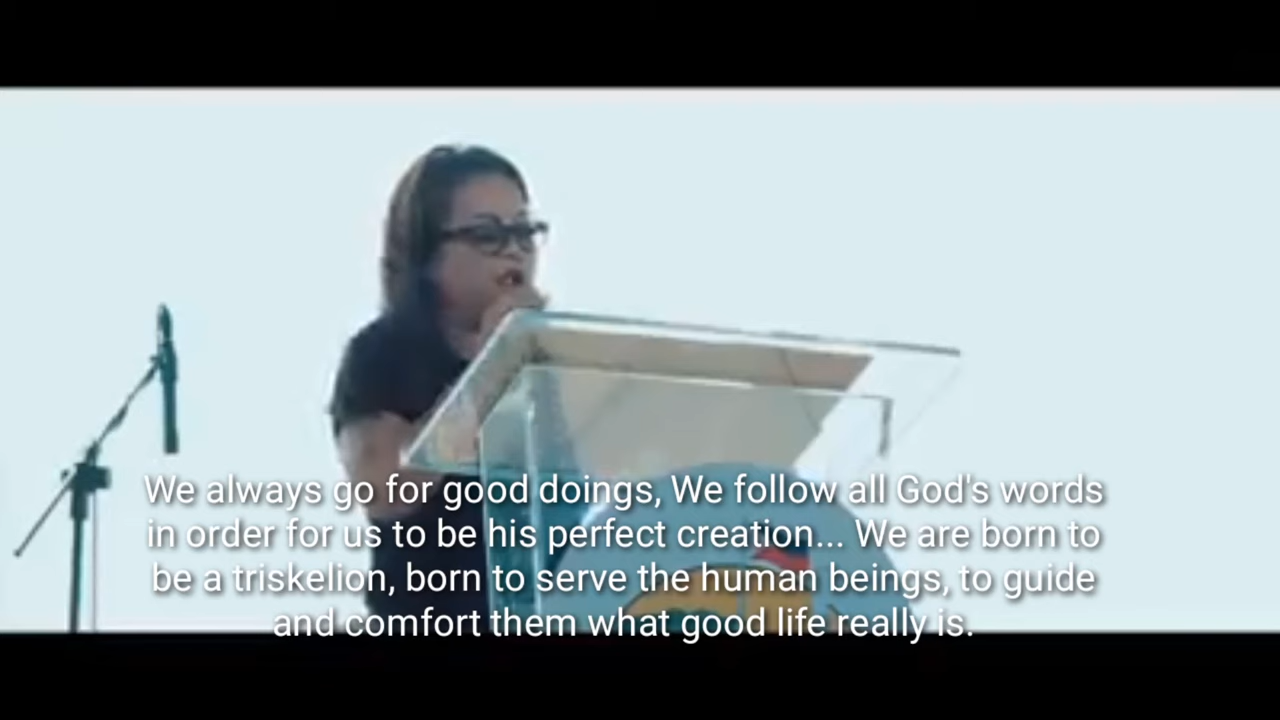 We always go for good doings, We follow all God's words
in order for us to be his perfect creation... We are born to
be a triskelion, born to serve the human beings, to guide
and comfort them what good life really is.